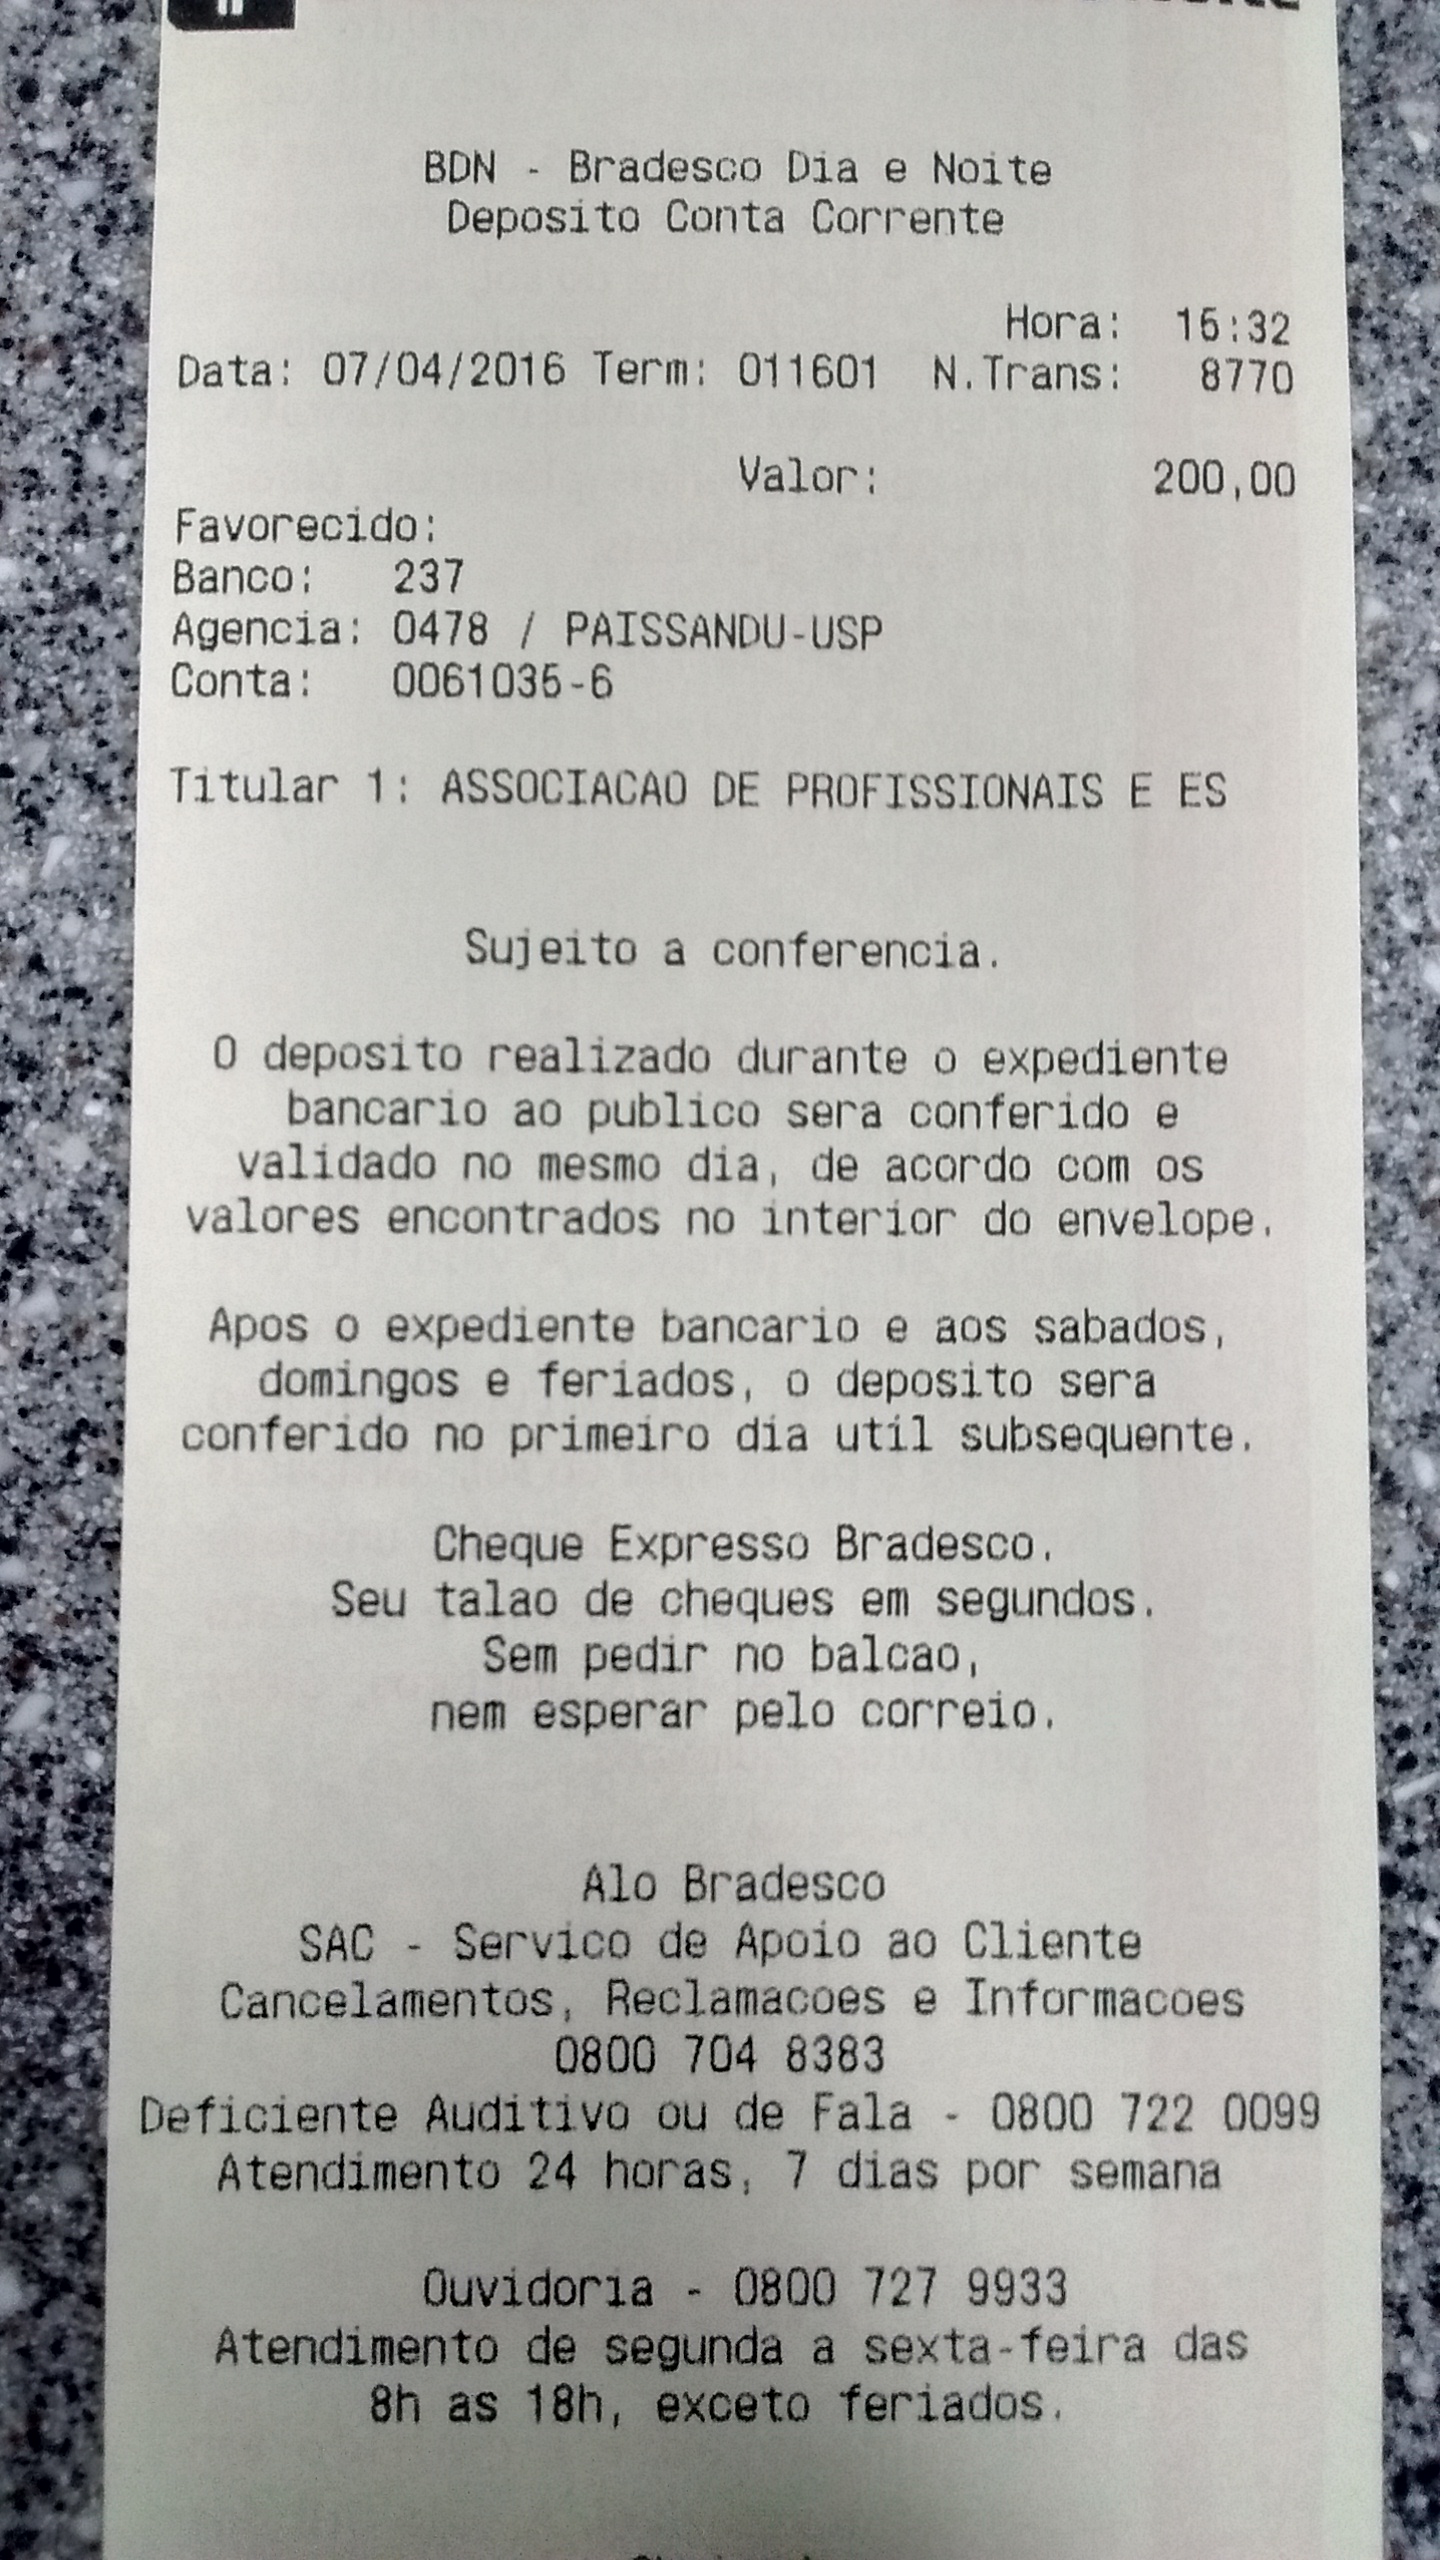 BDN - Bradesco Dia e Noite
Deposito Conta Corrente
Hora: 15:32
Data: 07/04/2016 Term: 011601 N.Trans: 8770
Valor: 200,00
Favorecido:
Banco: 237
Agencia: 0478 / PAISSANDU-USP
Conta: 0061035-6
Titular 1: ASSOCIACAO DE PROFISSIONAIS E ES
Sujeito a conferencia.
O deposito realizado durante o expediente
bancario ao publico sera conferido e
validado no mesmo dia, de acordo com os
valores encontrados no interior do envelope.
Apos o expediente bancario e aos sabados,
domingos e feriados, o deposito sera
conferido no primeiro dia util subsequente.
Cheque Expresso Bradesco.
Seu talao de cheques em segundos.
Sem pedir no balcao,
nem esperar pelo correio.
Alo Bradesco
SAC - Servico de Apoio ao Cliente
Cancelamentos, Reclamacoes e Informacoes
0800 704 8383
Deficiente Auditivo ou de Fala - 0800 722 0099
Atendimento 24 horas, 7 dias por semana
Ouvidoria - 0800 727 9933
Atendimento de segunda a sexta-feira das
8h as 18h, exceto feriados.